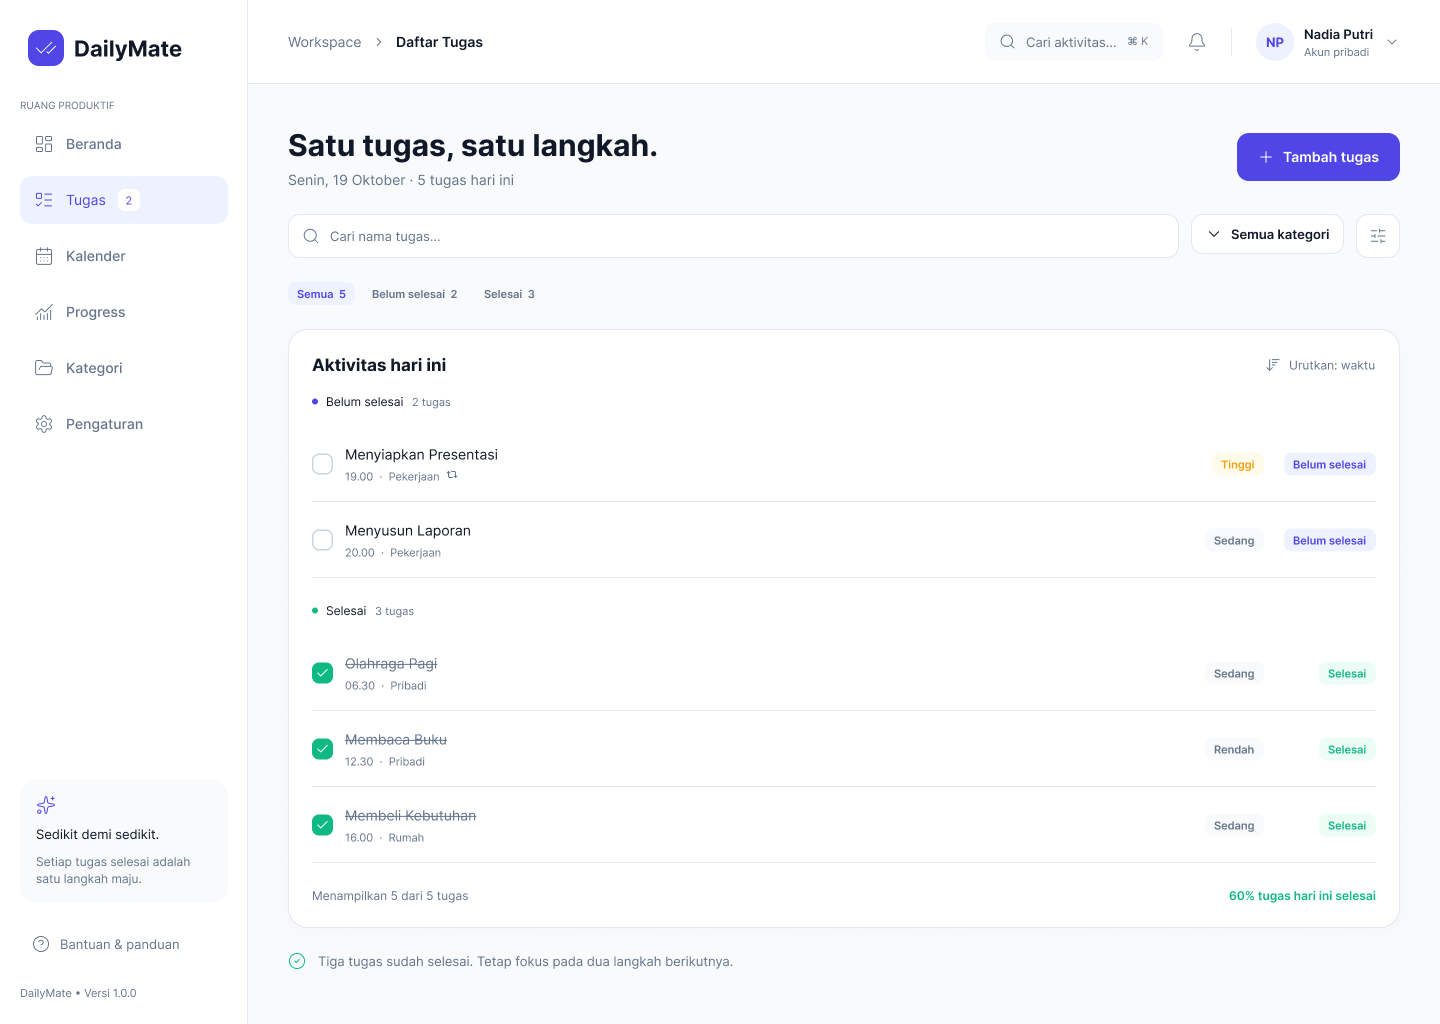 DailyMate
RUANG PRODUKTIF
Beranda
Tugas 2
Kalender
Progress
Kategori
Pengaturan
Sedikit demi sedikit.
Setiap tugas selesai adalah
satu langkah maju.
Bantuan & panduan
DailyMate • Versi 1.0.0
Workspace > Daftar Tugas
Cari aktivitas... ⌘ K
NP
Nadia Putri
Akun pribadi
Satu tugas, satu langkah.
Senin, 19 Oktober · 5 tugas hari ini
+ Tambah tugas
Cari nama tugas...
Semua kategori
Semua 5 Belum selesai 2 Selesai 3
Aktivitas hari ini
Urutkan: waktu
Belum selesai 2 tugas
Menyiapkan Presentasi
19.00 · Pekerjaan
Tinggi Belum selesai
Menyusun Laporan
20.00 · Pekerjaan
Sedang Belum selesai
Selesai 3 tugas
Olahraga Pagi
06.30 · Pribadi
Sedang Selesai
Membaca Buku
12.30 · Pribadi
Rendah Selesai
Membeli Kebutuhan
16.00 · Rumah
Sedang Selesai
Menampilkan 5 dari 5 tugas
60% tugas hari ini selesai
Tiga tugas sudah selesai. Tetap fokus pada dua langkah berikutnya.